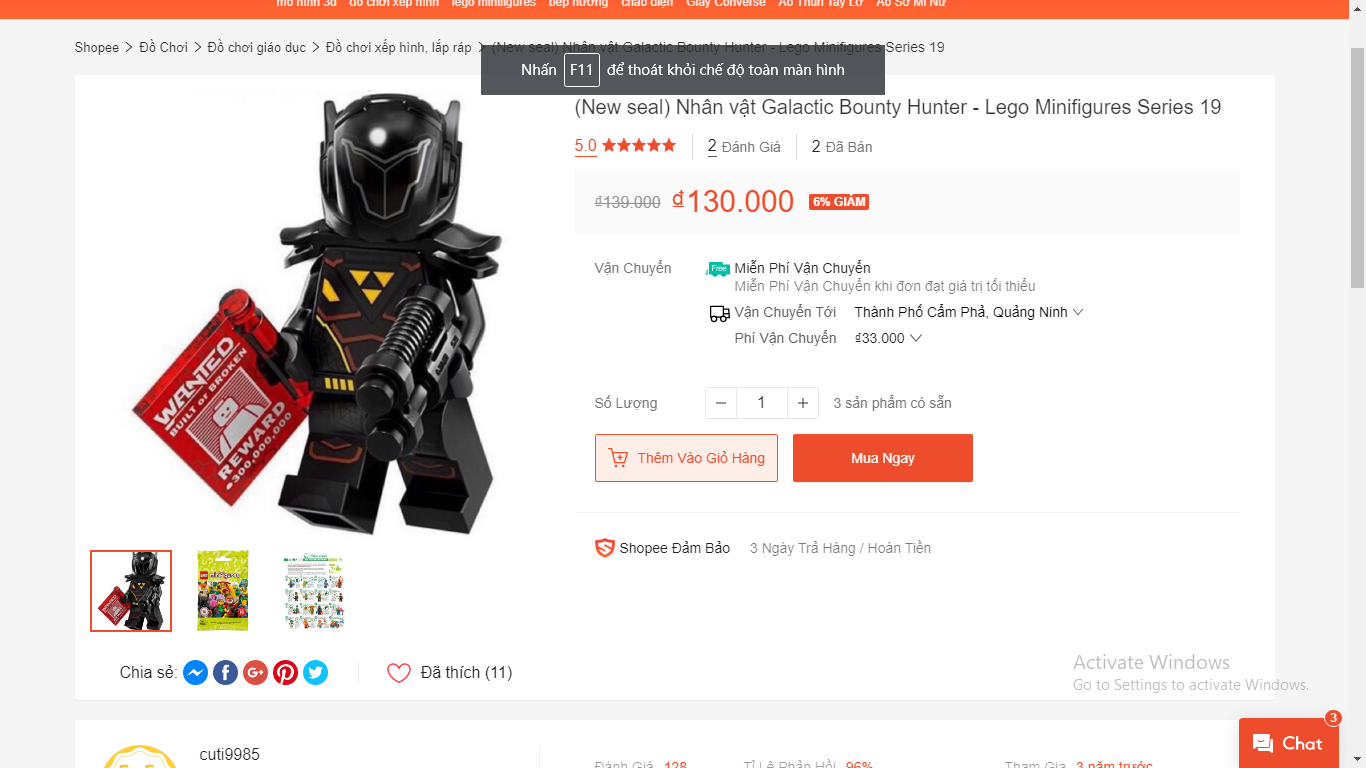 mô hình 3d đồ chơi xếp hình lego minifigures bếp nướng chảo điện Giày Converse Áo Thun Tay Lỡ Áo Sơ Mi Nữ
Shopee > Đồ Chơi > Đồ chơi giáo dục > Đồ chơi xếp hình, lắp ráp > (New seal) Nhân vật Galactic Bounty Hunter - Lego Minifigures Series 19
Nhấn F11 để thoát khỏi chế độ toàn màn hình
(New seal) Nhân vật Galactic Bounty Hunter - Lego Minifigures Series 19
5.0 2 Đánh Giá 2 Đã Bán
₫139.000 ₫130.000 6% GIẢM
Vận Chuyển Free Miễn Phí Vận Chuyển
Miễn Phí Vận Chuyển khi đơn đạt giá trị tối thiểu
Vận Chuyển Tới Thành Phố Cẩm Phả, Quảng Ninh
Phí Vận Chuyển ₫33.000
WANTED
BUILT or BROKEN
REWARD
•300,000,000
Số Lượng 1 3 sản phẩm có sẵn
Thêm Vào Giỏ Hàng Mua Ngay
Shopee Đảm Bảo 3 Ngày Trả Hàng / Hoàn Tiền
Chia sẻ: Đã thích (11)
Activate Windows
Go to Settings to activate Windows.
3
Chat
cuti9985
Đánh Giá 128 Tỉ Lệ Phản Hồi 96% Tham Gia 3 năm trước